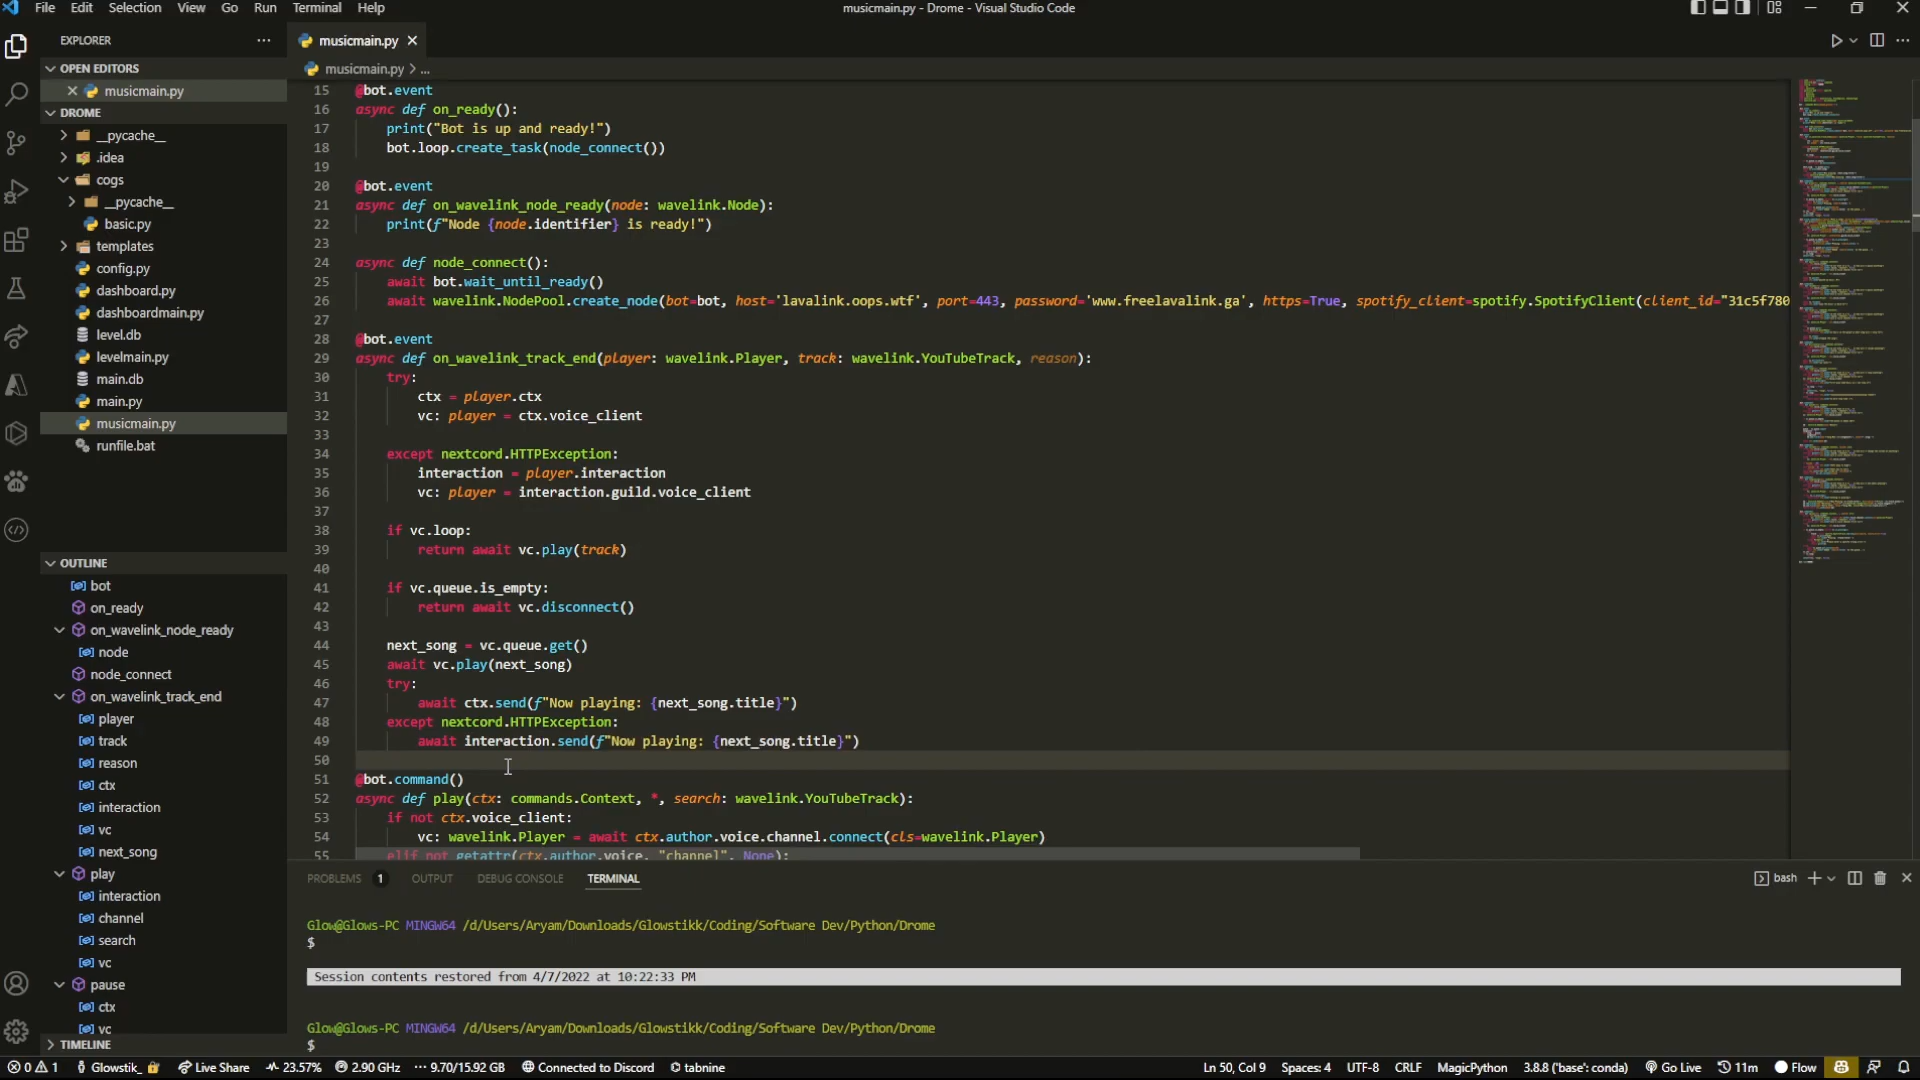 File Edit Selection View Go Run Terminal Help
musicmain.py - Drome - Visual Studio Code
EXPLORER
OPEN EDITORS
musicmain.py
DROME
__pycache__
.idea
cogs
__pycache__
basic.py
templates
config.py
dashboard.py
dashboardmain.py
level.db
levelmain.py
main.db
main.py
musicmain.py
runfile.bat
OUTLINE
bot
on_ready
on_wavelink_node_ready
node
node_connect
on_wavelink_track_end
player
track
reason
ctx
interaction
vc
next_song
play
interaction
channel
search
vc
pause
ctx
vc
TIMELINE
musicmain.py
musicmain.py > ...
15 @bot.event
16 async def on_ready():
17     print("Bot is up and ready!")
18     bot.loop.create_task(node_connect())
19
20 @bot.event
21 async def on_wavelink_node_ready(node: wavelink.Node):
22     print(f"Node {node.identifier} is ready!")
23
24 async def node_connect():
25     await bot.wait_until_ready()
26     await wavelink.NodePool.create_node(bot=bot, host='lavalink.oops.wtf', port=443, password='www.freelavalink.ga', https=True, spotify_client=spotify.SpotifyClient(client_id="31c5f780
27
28 @bot.event
29 async def on_wavelink_track_end(player: wavelink.Player, track: wavelink.YouTubeTrack, reason):
30     try:
31         ctx = player.ctx
32         vc: player = ctx.voice_client
33
34     except nextcord.HTTPException:
35         interaction = player.interaction
36         vc: player = interaction.guild.voice_client
37
38     if vc.loop:
39         return await vc.play(track)
40
41     if vc.queue.is_empty:
42         return await vc.disconnect()
43
44     next_song = vc.queue.get()
45     await vc.play(next_song)
46     try:
47         await ctx.send(f"Now playing: {next_song.title}")
48     except nextcord.HTTPException:
49         await interaction.send(f"Now playing: {next_song.title}")
50
51 @bot.command()
52 async def play(ctx: commands.Context, *, search: wavelink.YouTubeTrack):
53     if not ctx.voice_client:
54         vc: wavelink.Player = await ctx.author.voice.channel.connect(cls=wavelink.Player)
55     elif not getattr(ctx.author.voice, "channel", None):
PROBLEMS 1 OUTPUT DEBUG CONSOLE TERMINAL
bash
Glow@Glows-PC MINGW64 /d/Users/Aryam/Downloads/Glowstikk/Coding/Software Dev/Python/Drome
$
Session contents restored from 4/7/2022 at 10:22:33 PM
Glow@Glows-PC MINGW64 /d/Users/Aryam/Downloads/Glowstikk/Coding/Software Dev/Python/Drome
$
0 1 Glowstik_ Live Share 23.57% 2.90 GHz 9.70/15.92 GB Connected to Discord tabnine Ln 50, Col 9 Spaces: 4 UTF-8 CRLF MagicPython 3.8.8 ('base': conda) Go Live 11m Flow